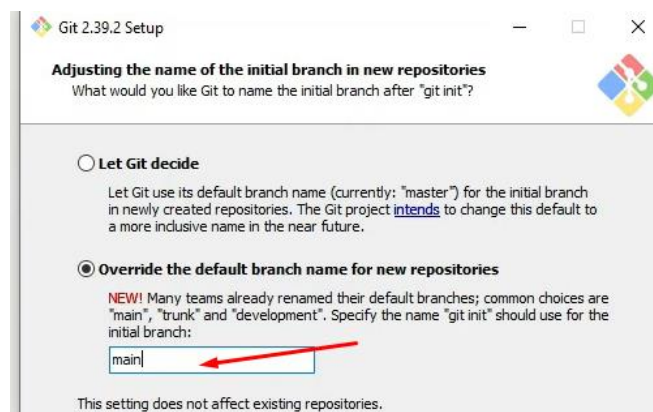 Git 2.39.2 Setup
Adjusting the name of the initial branch in new repositories
What would you like Git to name the initial branch after "git init"?
Let Git decide
Let Git use its default branch name (currently: "master") for the initial branch
in newly created repositories. The Git project intends to change this default to
a more inclusive name in the near future.
Override the default branch name for new repositories
NEW! Many teams already renamed their default branches; common choices are
"main", "trunk" and "development". Specify the name "git init" should use for the
initial branch:
main
This setting does not affect existing repositories.